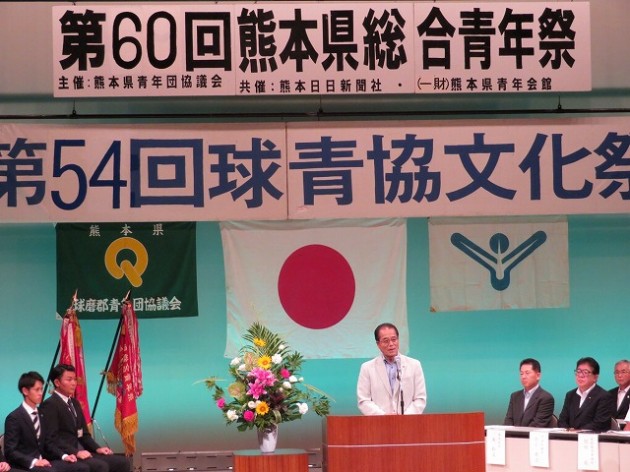 第60回熊本県総合青年祭
主催：熊本県青年団協議会　共催：熊本日日新聞社・(一財)熊本県青年会館
第54回球青協文化祭
熊本県
球磨郡青年団協議会